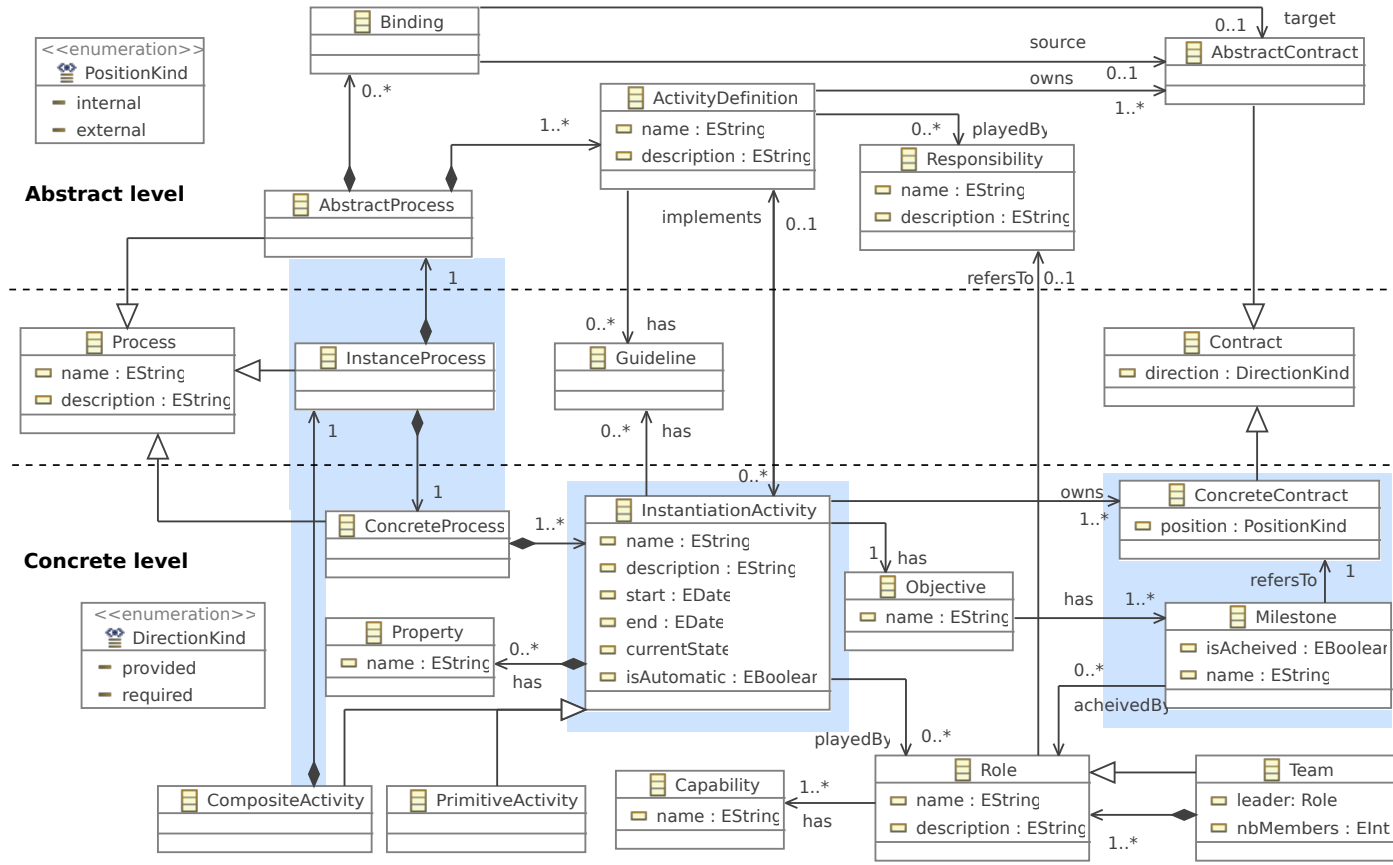 Binding
target
0..1
<<enumeration>>
PositionKind
internal
external
source
0..1
AbstractContract
owns
1..*
0..*
ActivityDefinition
name : EString
description : EString
1..*
0..*
playedBy
Responsibility
name : EString
description : EString
Abstract level
AbstractProcess
implements
0..1
1
refersTo
0..1
Process
name : EString
description : EString
InstanceProcess
0..*
has
Guideline
Contract
direction : DirectionKind
1
0..*
has
0..*
1
owns
1..*
ConcreteContract
position : PositionKind
ConcreteProcess
1..*
InstantiationActivity
name : EString
description : EString
start : EDate
end : EDate
currentState
isAutomatic : EBoolear
Concrete level
1
has
Objective
name : EString
refersTo
1
has
1..*
Milestone
isAcheived : EBoolear
name : EString
<<enumeration>>
DirectionKind
provided
required
Property
name : EString
0..*
has
0..*
acheivedBy
playedBy
0..*
CompositeActivity
PrimitiveActivity
Capability
name : EString
1..*
has
Role
name : EString
description : EString
1..*
Team
leader: Role
nbMembers : EInt